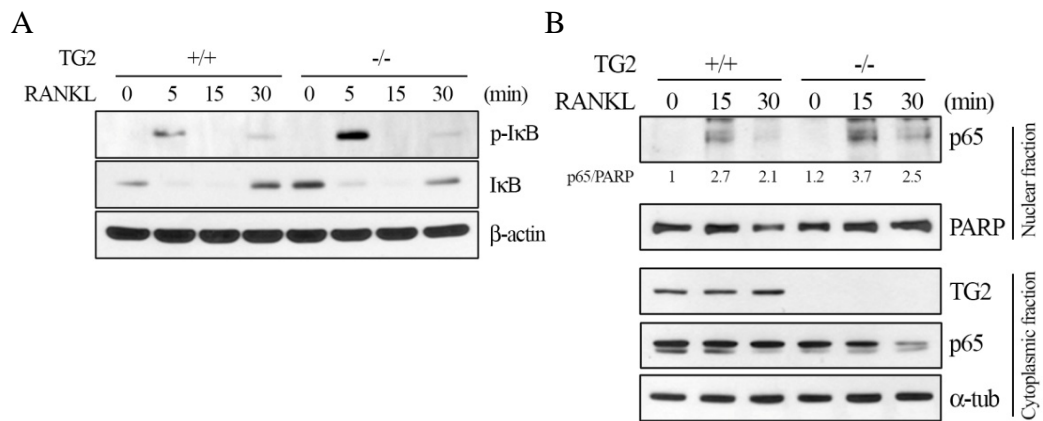 A
TG2 +/+ -/-
RANKL 0 5 15 30 0 5 15 30 (min)
p-IκB
IκB
β-actin
B
TG2 +/+ -/-
RANKL 0 15 30 0 15 30 (min)
p65
p65/PARP 1 2.7 2.1 1.2 3.7 2.5
PARP
Nuclear fraction
TG2
p65
α-tub
Cytoplasmic fraction